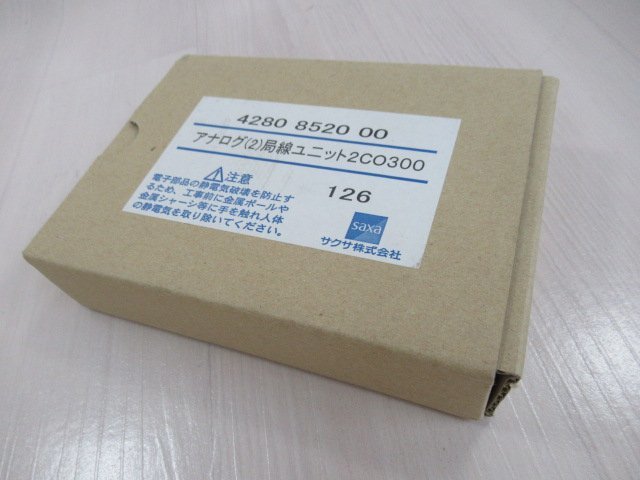 4280 8520 00
アナログ(2)局線ユニット2CO300
⚠注意
電子部品の静電気破壊を防止す
るため、工事前に金属ポールや
金属シャーシ等に手を触れ人体
の静電気を取り除いてください。
126
saxa
サクサ株式会社